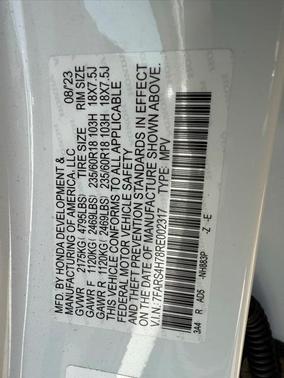 MFD. BY HONDA DEVELOPMENT & 08/23
MANUFACTURING OF AMERICA, LLC
GVWR 2175KG( 4795LBS) TIRE SIZE RIM SIZE
GAWR F 1120KG( 2469LBS) 235/60R18 103H 18X7.5J
GAWR R 1120KG( 2469LBS) 235/60R18 103H 18X7.5J
THIS VEHICLE CONFORMS TO ALL APPLICABLE
FEDERAL MOTOR VEHICLE SAFETY
AND THEFT PREVENTION STANDARDS IN EFFECT
ON THE DATE OF MANUFACTURE SHOWN ABOVE.
V.I.N.: 7FARS4H78RE002317 TYPE: MPV
3A4 R AD5 -NH883P -Z -E